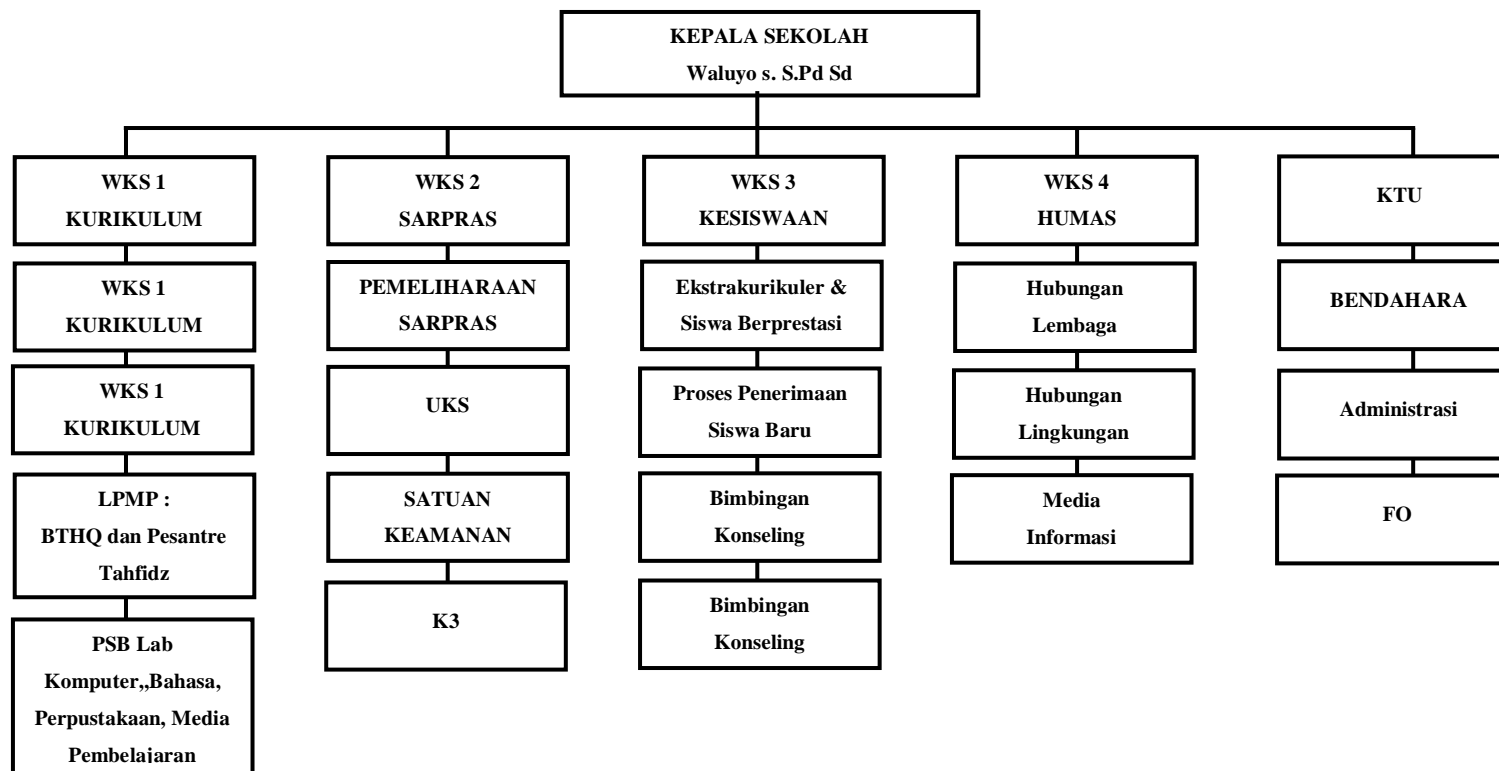 KEPALA SEKOLAH
Waluyo s. S.Pd Sd
WKS 1
KURIKULUM
WKS 1
KURIKULUM
WKS 1
KURIKULUM
LPMP :
BTHQ dan Pesantre
Tahfidz
PSB Lab
Komputer,,Bahasa,
Perpustakaan, Media
Pembelajaran
WKS 2
SARPRAS
PEMELIHARAAN
SARPRAS
UKS
SATUAN
KEAMANAN
K3
WKS 3
KESISWAAN
Ekstrakurikuler &
Siswa Berprestasi
Proses Penerimaan
Siswa Baru
Bimbingan
Konseling
Bimbingan
Konseling
WKS 4
HUMAS
Hubungan
Lembaga
Hubungan
Lingkungan
Media
Informasi
KTU
BENDAHARA
Administrasi
FO